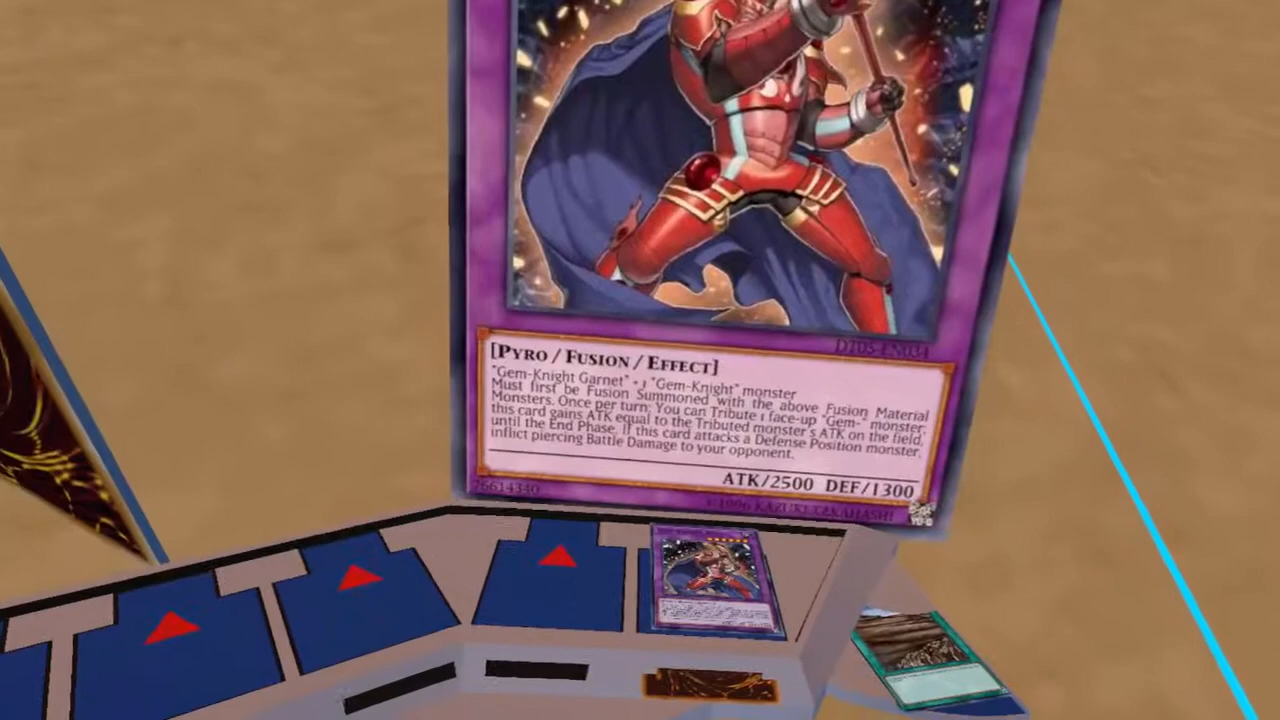 DT05-EN034
[PYRO / FUSION / EFFECT]
"Gem-Knight Garnet" + 1 "Gem-Knight" monster
Must first be Fusion Summoned with the above Fusion Material
Monsters. Once per turn: You can Tribute 1 face-up "Gem-" monster;
this card gains ATK equal to the Tributed monster's ATK on the field,
until the End Phase. If this card attacks a Defense Position monster,
inflict piercing Battle Damage to your opponent.
ATK/2500 DEF/1300
76614340 ©1996 KAZUKI TAKAHASHI